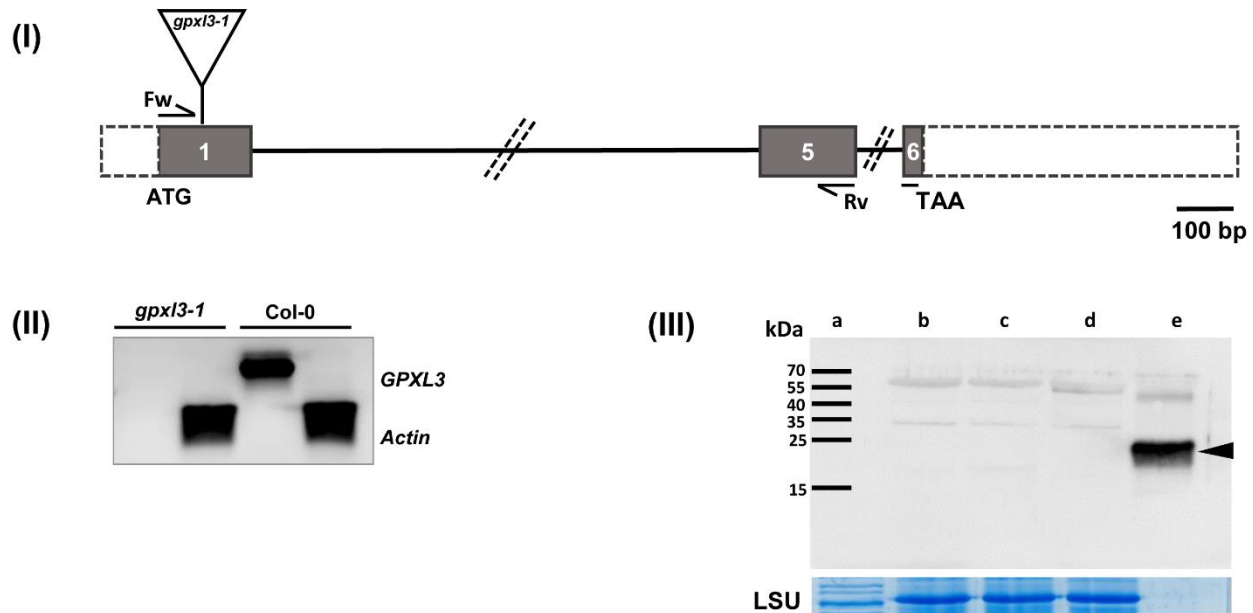 (I)
gpxl3-1
Fw
1
5
6
ATG
Rv
TAA
100 bp
(II)
gpxl3-1 Col-0
GPXL3
Actin
(III)
kDa a b c d e
70
55
40
35
25
15
LSU